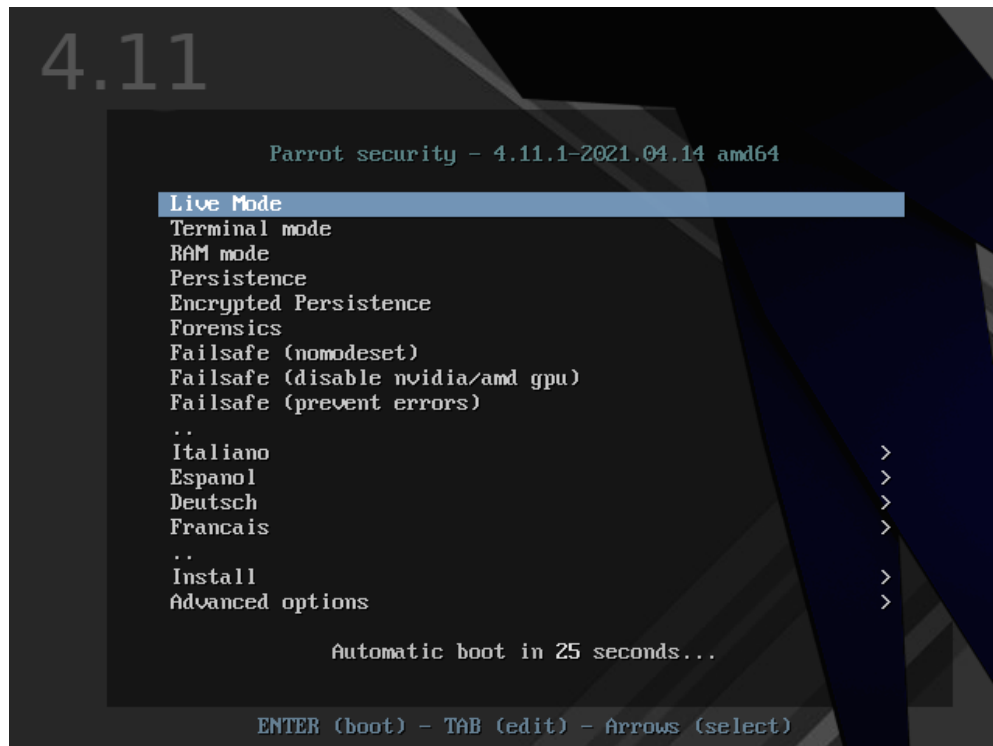 4.11
Parrot security - 4.11.1-2021.04.14 amd64
Live Mode
Terminal mode
RAM mode
Persistence
Encrypted Persistence
Forensics
Failsafe (nomodeset)
Failsafe (disable nvidia/amd gpu)
Failsafe (prevent errors)
..
Italiano >
Espanol >
Deutsch >
Francais >
..
Install >
Advanced options >
Automatic boot in 25 seconds...
ENTER (boot) - TAB (edit) - Arrows (select)